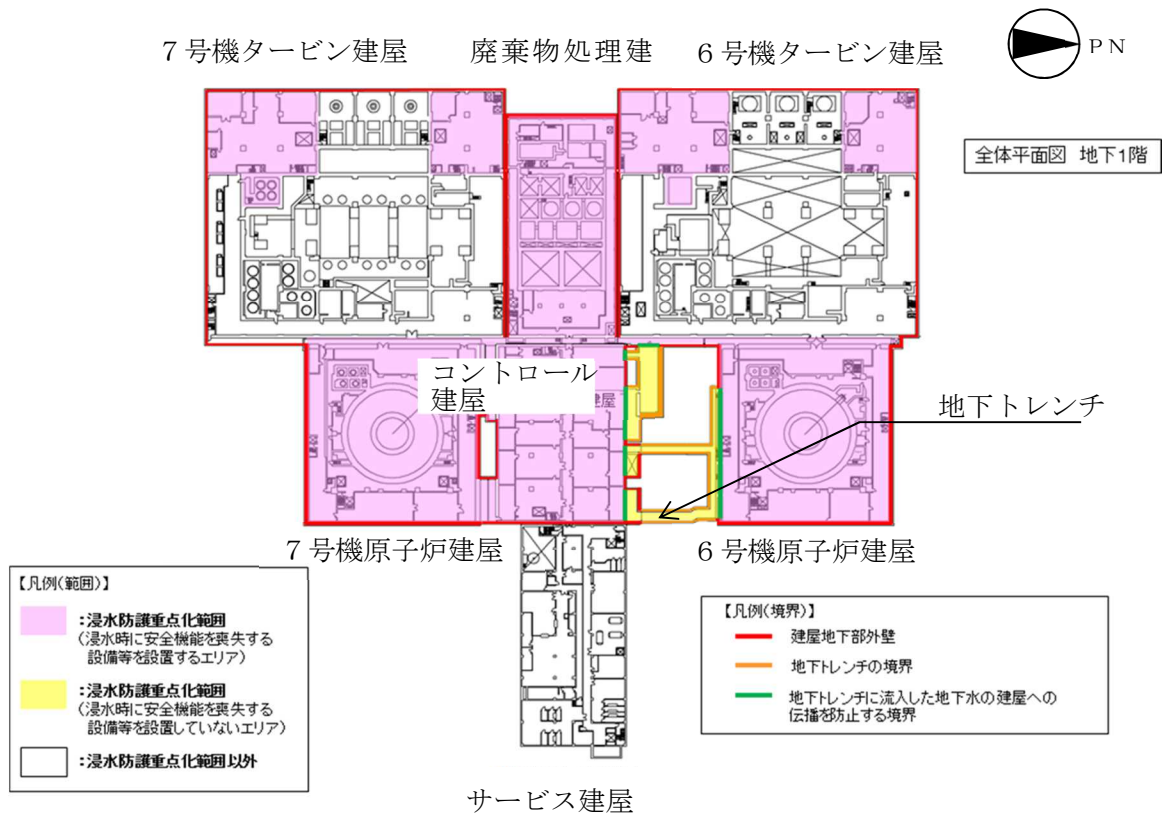 7号機タービン建屋
廃棄物処理建
6号機タービン建屋
PN
全体平面図 地下1階
コントロール
建屋
建屋
地下トレンチ
7号機原子炉建屋
6号機原子炉建屋
【凡例(範囲)】
:浸水防護重点化範囲
(浸水時に安全機能を喪失する
設備等を設置するエリア)
:浸水防護重点化範囲
(浸水時に安全機能を喪失する
設備等を設置していないエリア)
:浸水防護重点化範囲以外
【凡例(境界)】
建屋地下部外壁
地下トレンチの境界
地下トレンチに流入した地下水の建屋への
伝播を防止する境界
サービス建屋